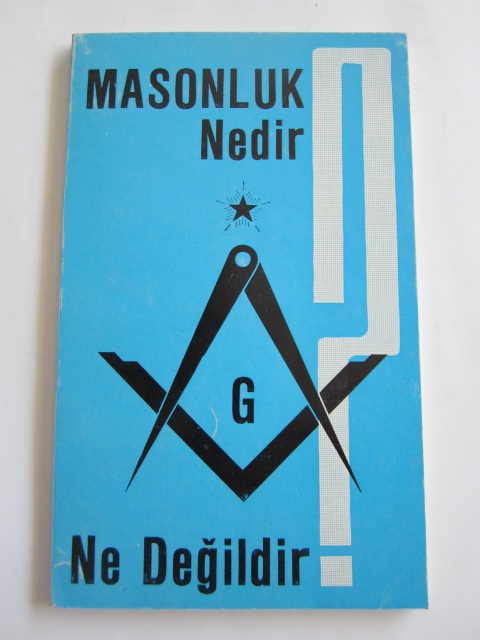 MASONLUK
Nedir
G
Ne Değildir
?